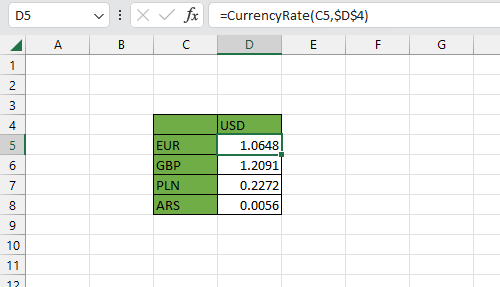 D5 fx =CurrencyRate(C5,$D$4)
A B C D E F G
1
2
3
4 USD
5 EUR 1.0648
6 GBP 1.2091
7 PLN 0.2272
8 ARS 0.0056
9
10
11
12